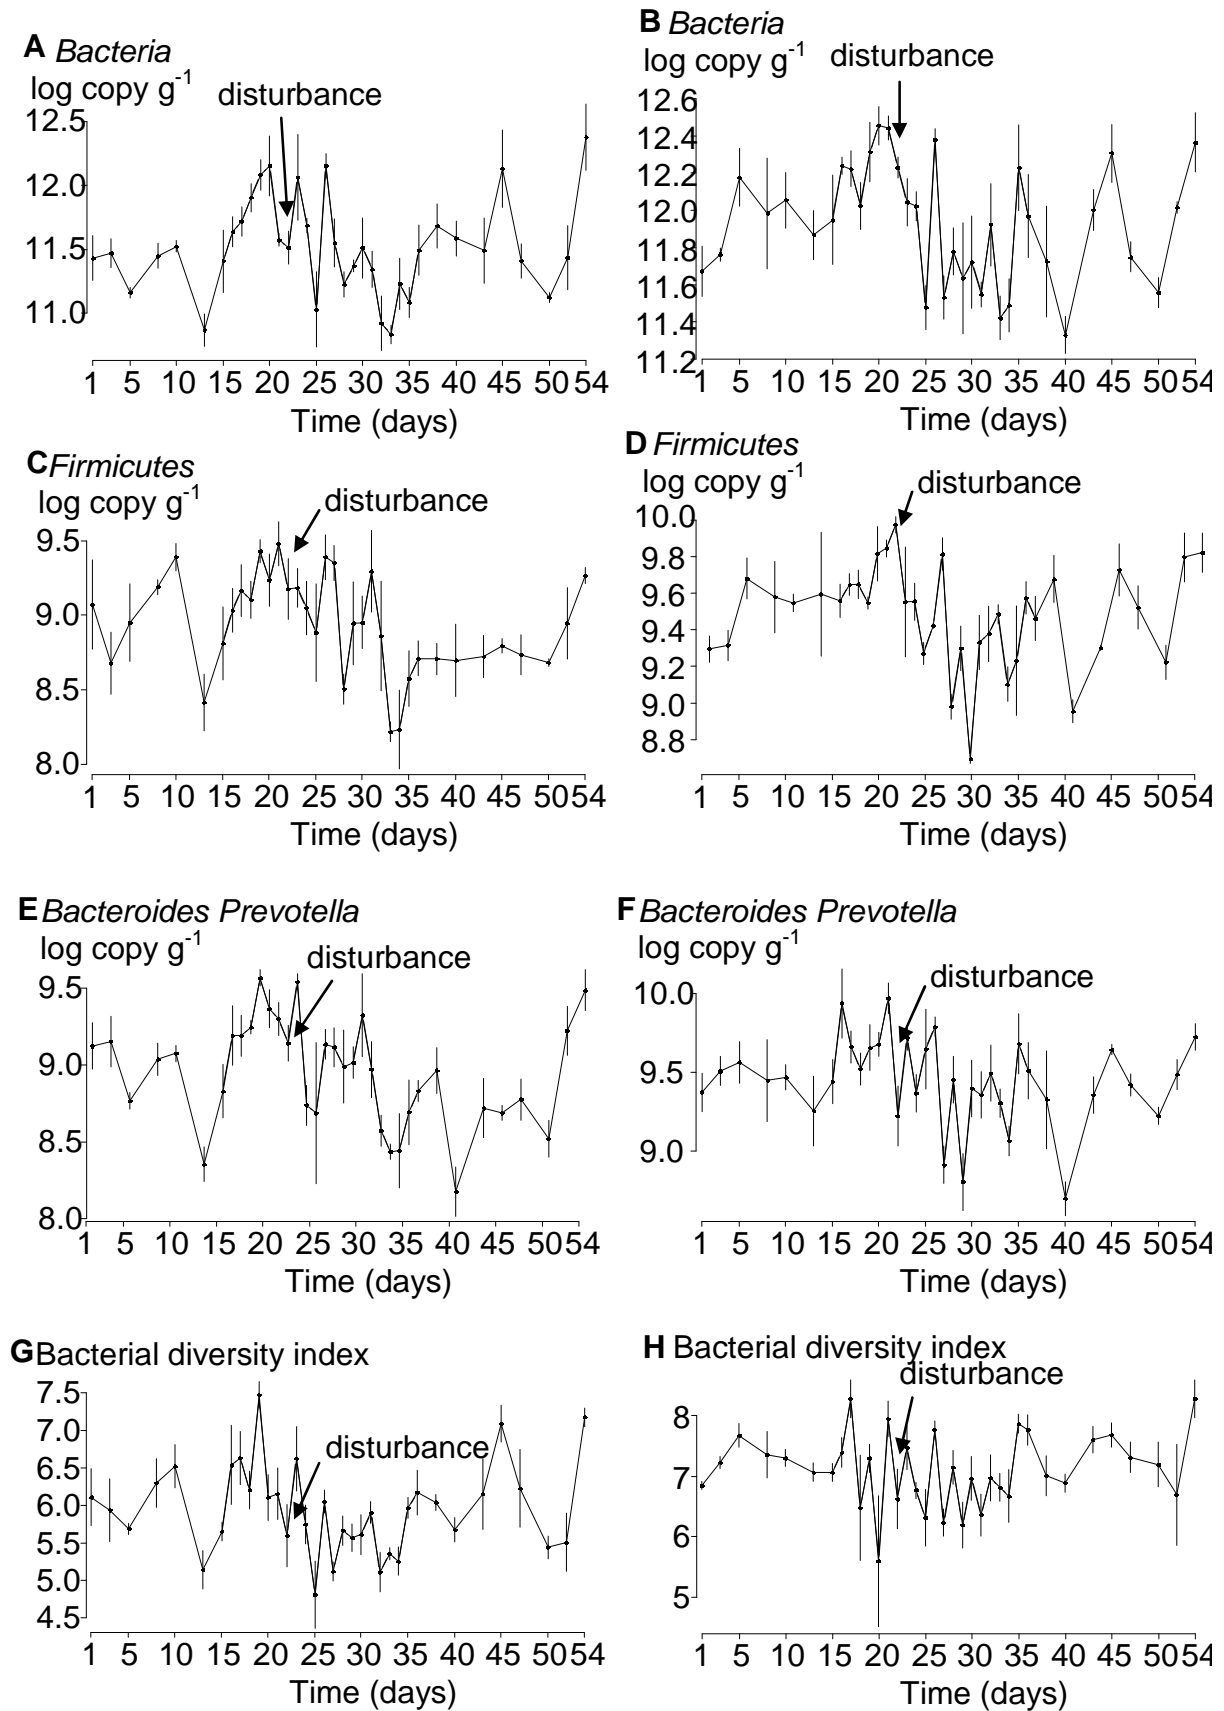 A Bacteria
log copy g-1
disturbance
12.5
12.0
11.5
11.0
1 5 10 15 20 25 30 35 40 45 50 54
Time (days)
B Bacteria
log copy g-1
disturbance
12.6
12.4
12.2
12.0
11.8
11.6
11.4
11.2
1 5 10 15 20 25 30 35 40 45 50 54
Time (days)
C Firmicutes
log copy g-1
disturbance
9.5
9.0
8.5
8.0
1 5 10 15 20 25 30 35 40 45 50 54
Time (days)
D Firmicutes
log copy g-1
disturbance
10.0
9.8
9.6
9.4
9.2
9.0
8.8
1 5 10 15 20 25 30 35 40 45 50 54
Time (days)
E Bacteroides Prevotella
log copy g-1
disturbance
9.5
9.0
8.5
8.0
1 5 10 15 20 25 30 35 40 45 50 54
Time (days)
F Bacteroides Prevotella
log copy g-1
disturbance
10.0
9.5
9.0
1 5 10 15 20 25 30 35 40 45 50 54
Time (days)
G Bacterial diversity index
disturbance
7.5
7.0
6.5
6.0
5.5
5.0
4.5
1 5 10 15 20 25 30 35 40 45 50 54
Time (days)
H Bacterial diversity index
disturbance
8
7
6
5
1 5 10 15 20 25 30 35 40 45 50 54
Time (days)